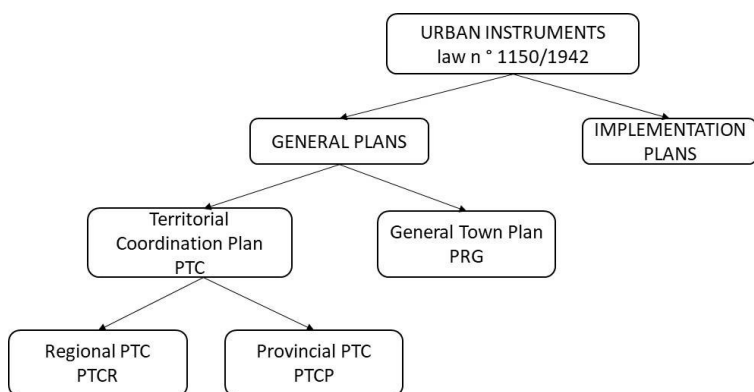 URBAN INSTRUMENTS
law n ° 1150/1942
GENERAL PLANS
IMPLEMENTATION
PLANS
Territorial
Coordination Plan
PTC
General Town Plan
PRG
Regional PTC
PTCR
Provincial PTC
PTCP